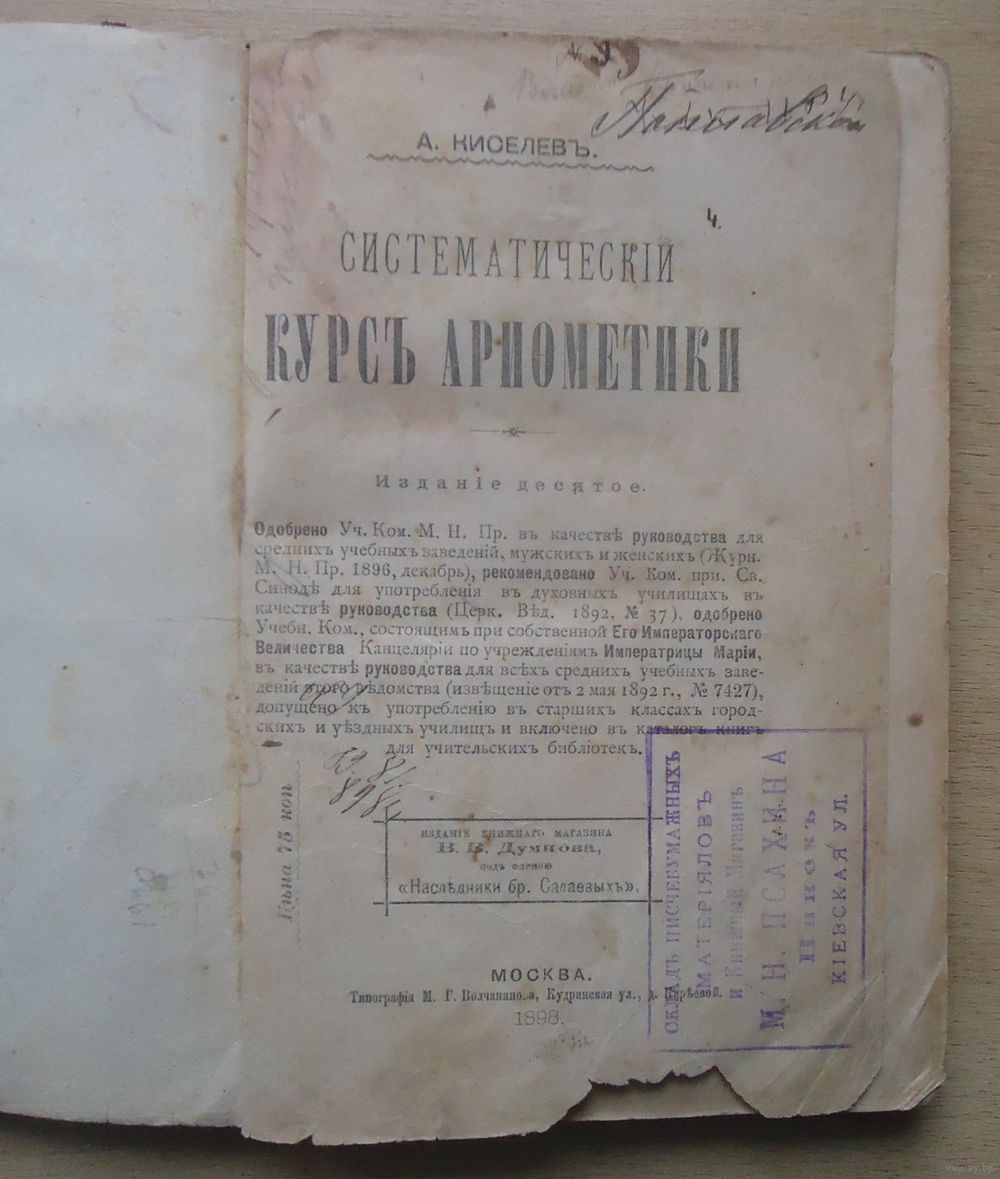 А. КИСЕЛЕВЪ.
4.
СИСТЕМАТИЧЕСКІЙ
КУРСЪ АРИѲМЕТИКИ
Изданіе десятое.
Одобрено Уч. Ком. М. Н. Пр. въ качествѣ руководства для
среднихъ учебныхъ заведеній, мужскихъ и женскихъ (Журн.
М. Н. Пр. 1896, декабрь), рекомендовано Уч. Ком. при. Св.
Синодѣ для употребленія въ духовныхъ училищахъ въ
качествѣ руководства (Церк. Вѣд. 1892, № 37), одобрено
Учебн. Ком., состоящимъ при собственной Его Императорскаго
Величества Канцеляріи по учрежденіямъ Императрицы Маріи,
въ качествѣ руководства для всѣхъ среднихъ учебныхъ заве-
деній этого вѣдомства (извѣщеніе отъ 2 мая 1892 г., № 7427),
допущено къ употребленію въ старшихъ классахъ город-
скихъ и уѣздныхъ училищъ и включено въ каталогъ книгъ
для учительскихъ библіотекъ.
Цѣна 75 коп
ИЗДАНІЕ КНИЖНАГО МАГАЗИНА
В. В. Думнова,
ПОДЪ ФИРМОЮ
«Наслѣдники бр. Салаевыхъ».
МОСКВА.
Типографія М. Г. Волчанинова, Кудринская ул., д.
1898.
СКЛАДЪ ПИСЧЕБУМАЖНЫХЪ
МАТЕРІЯЛОВЪ
и Книжный Магазинъ
М. Н. ПСАХИНА
КІЕВСКАЯ УЛ.
www.ay.by